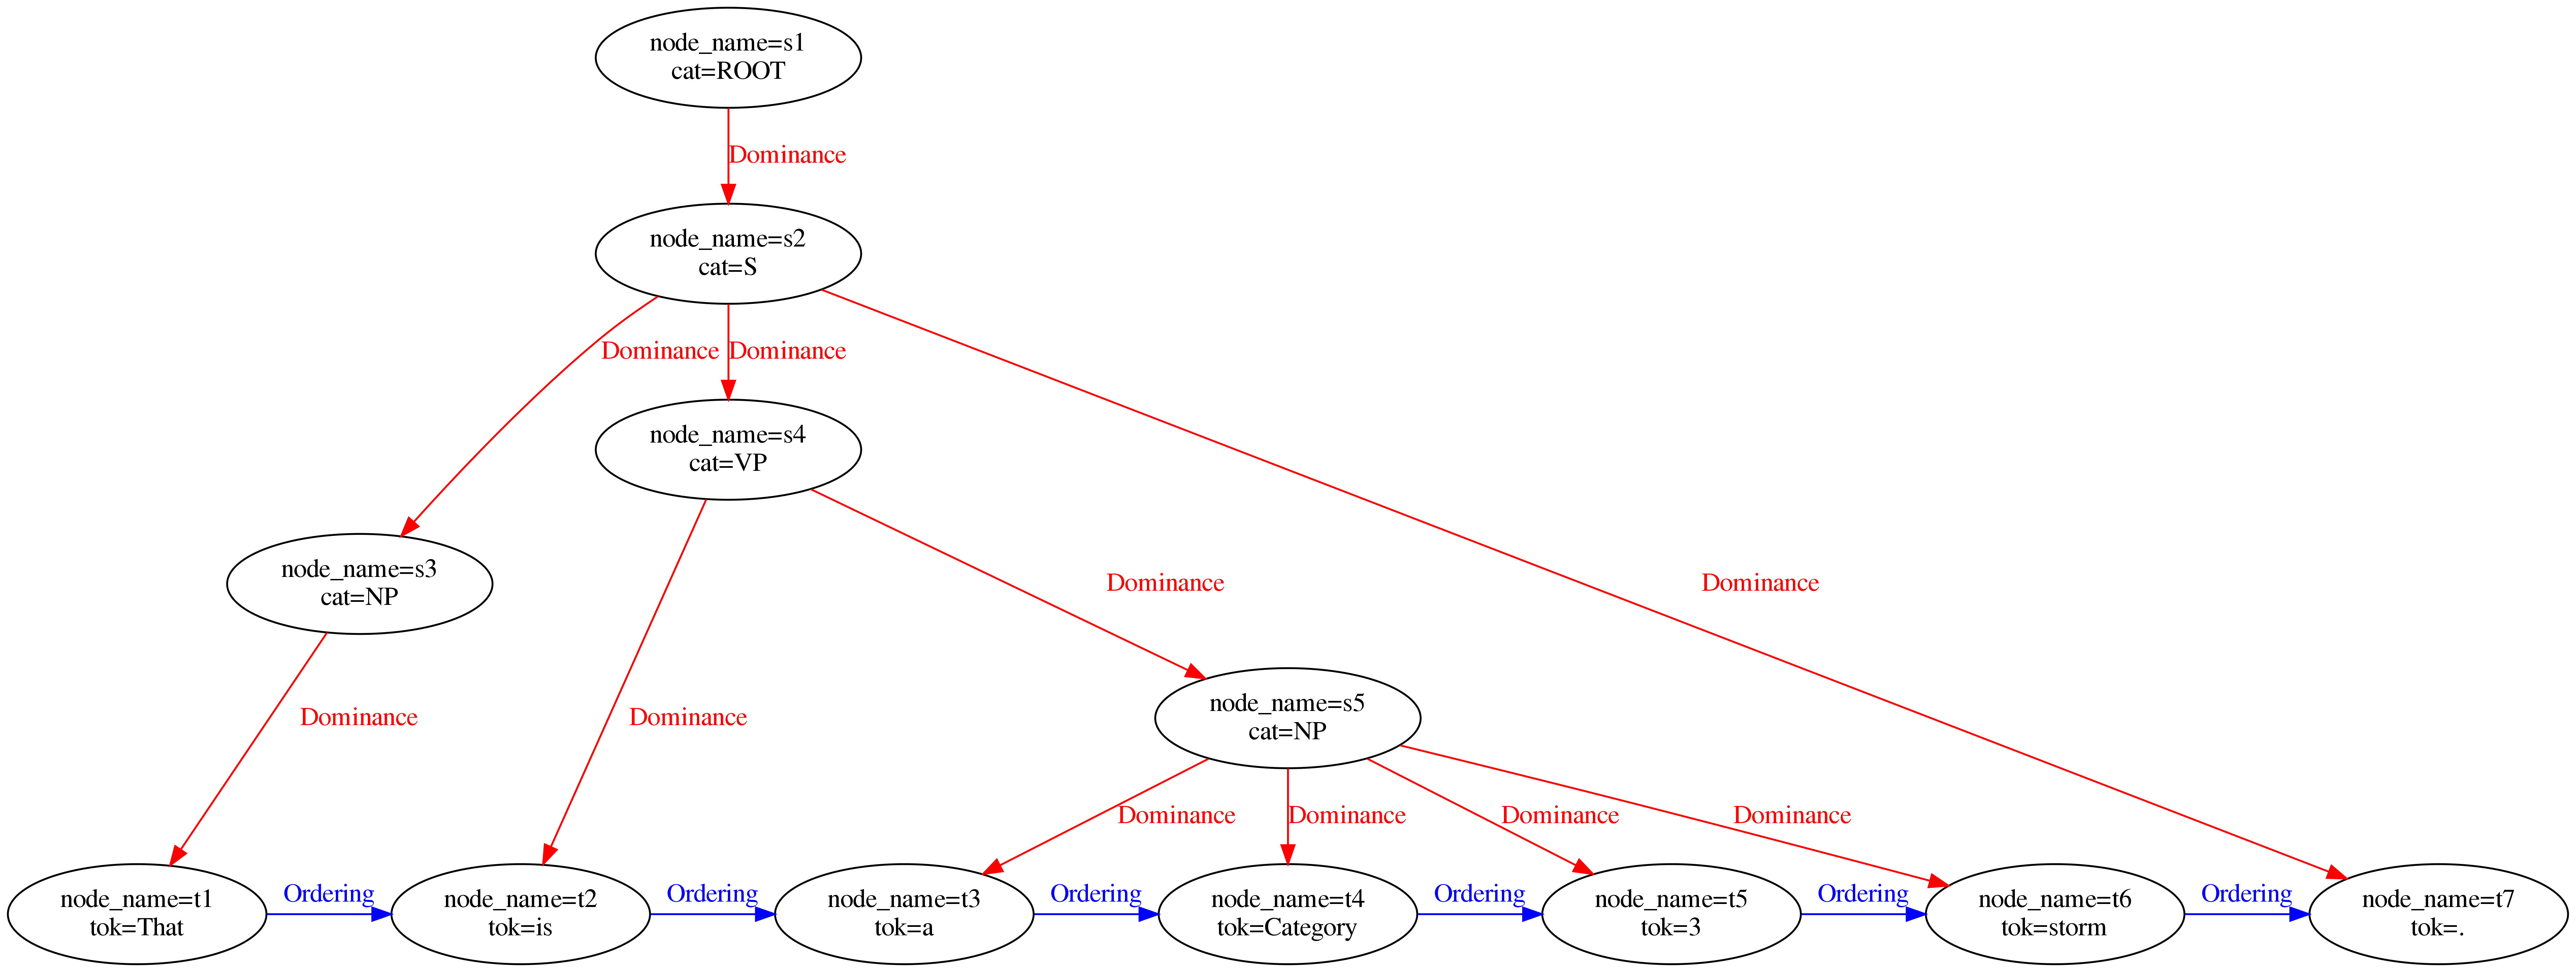 node_name=s1
cat=ROOT
Dominance
node_name=s2
cat=S
Dominance
Dominance
node_name=s4
cat=VP
node_name=s3
cat=NP
Dominance
Dominance
Dominance
Dominance
node_name=s5
cat=NP
Dominance
Dominance
Dominance
Dominance
node_name=t1
tok=That
Ordering
node_name=t2
tok=is
Ordering
node_name=t3
tok=a
Ordering
node_name=t4
tok=Category
Ordering
node_name=t5
tok=3
Ordering
node_name=t6
tok=storm
Ordering
node_name=t7
tok=.